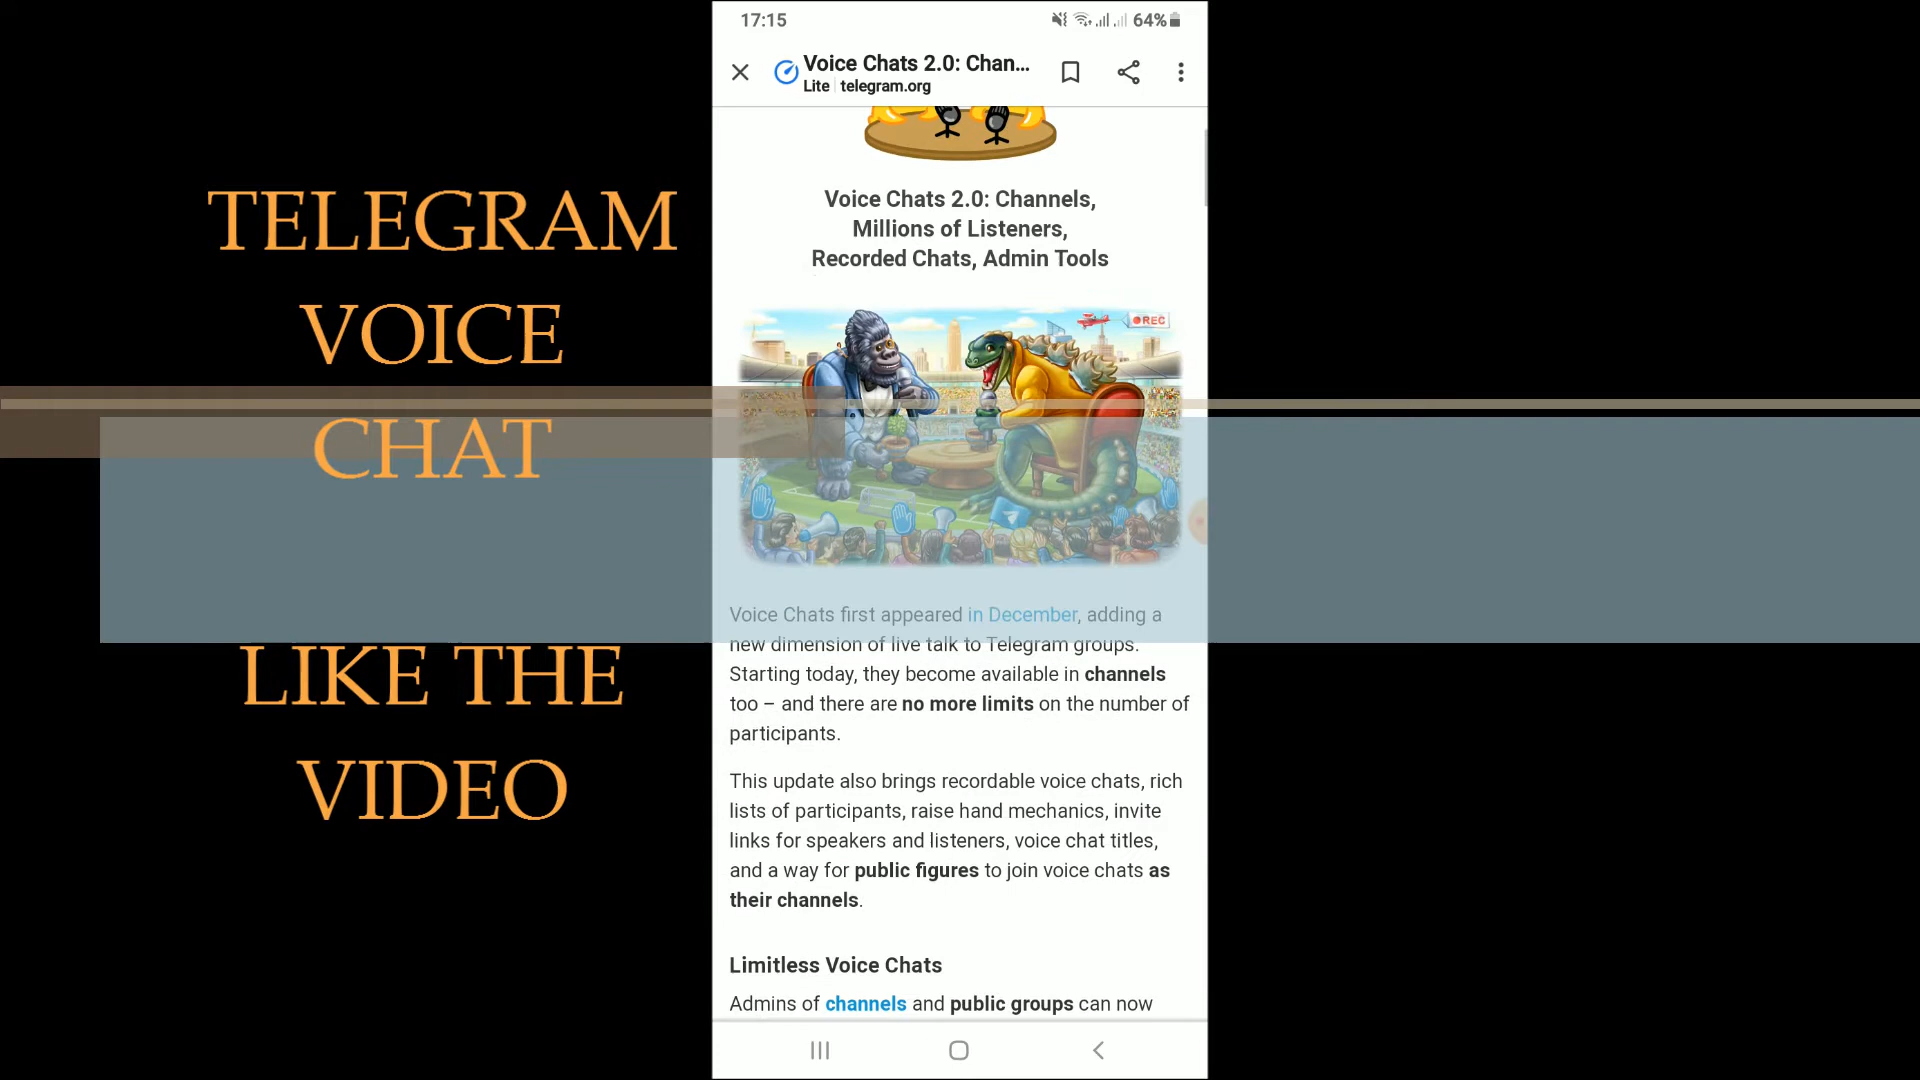 TELEGRAM
VOICE
CHAT
LIKE THE
VIDEO
17:15
64%
Voice Chats 2.0: Chan...
Lite telegram.org
Voice Chats 2.0: Channels,
Millions of Listeners,
Recorded Chats, Admin Tools
REC
Voice Chats first appeared in December, adding a
new dimension of live talk to Telegram groups.
Starting today, they become available in channels
too – and there are no more limits on the number of
participants.
This update also brings recordable voice chats, rich
lists of participants, raise hand mechanics, invite
links for speakers and listeners, voice chat titles,
and a way for public figures to join voice chats as
their channels.
Limitless Voice Chats
Admins of channels and public groups can now